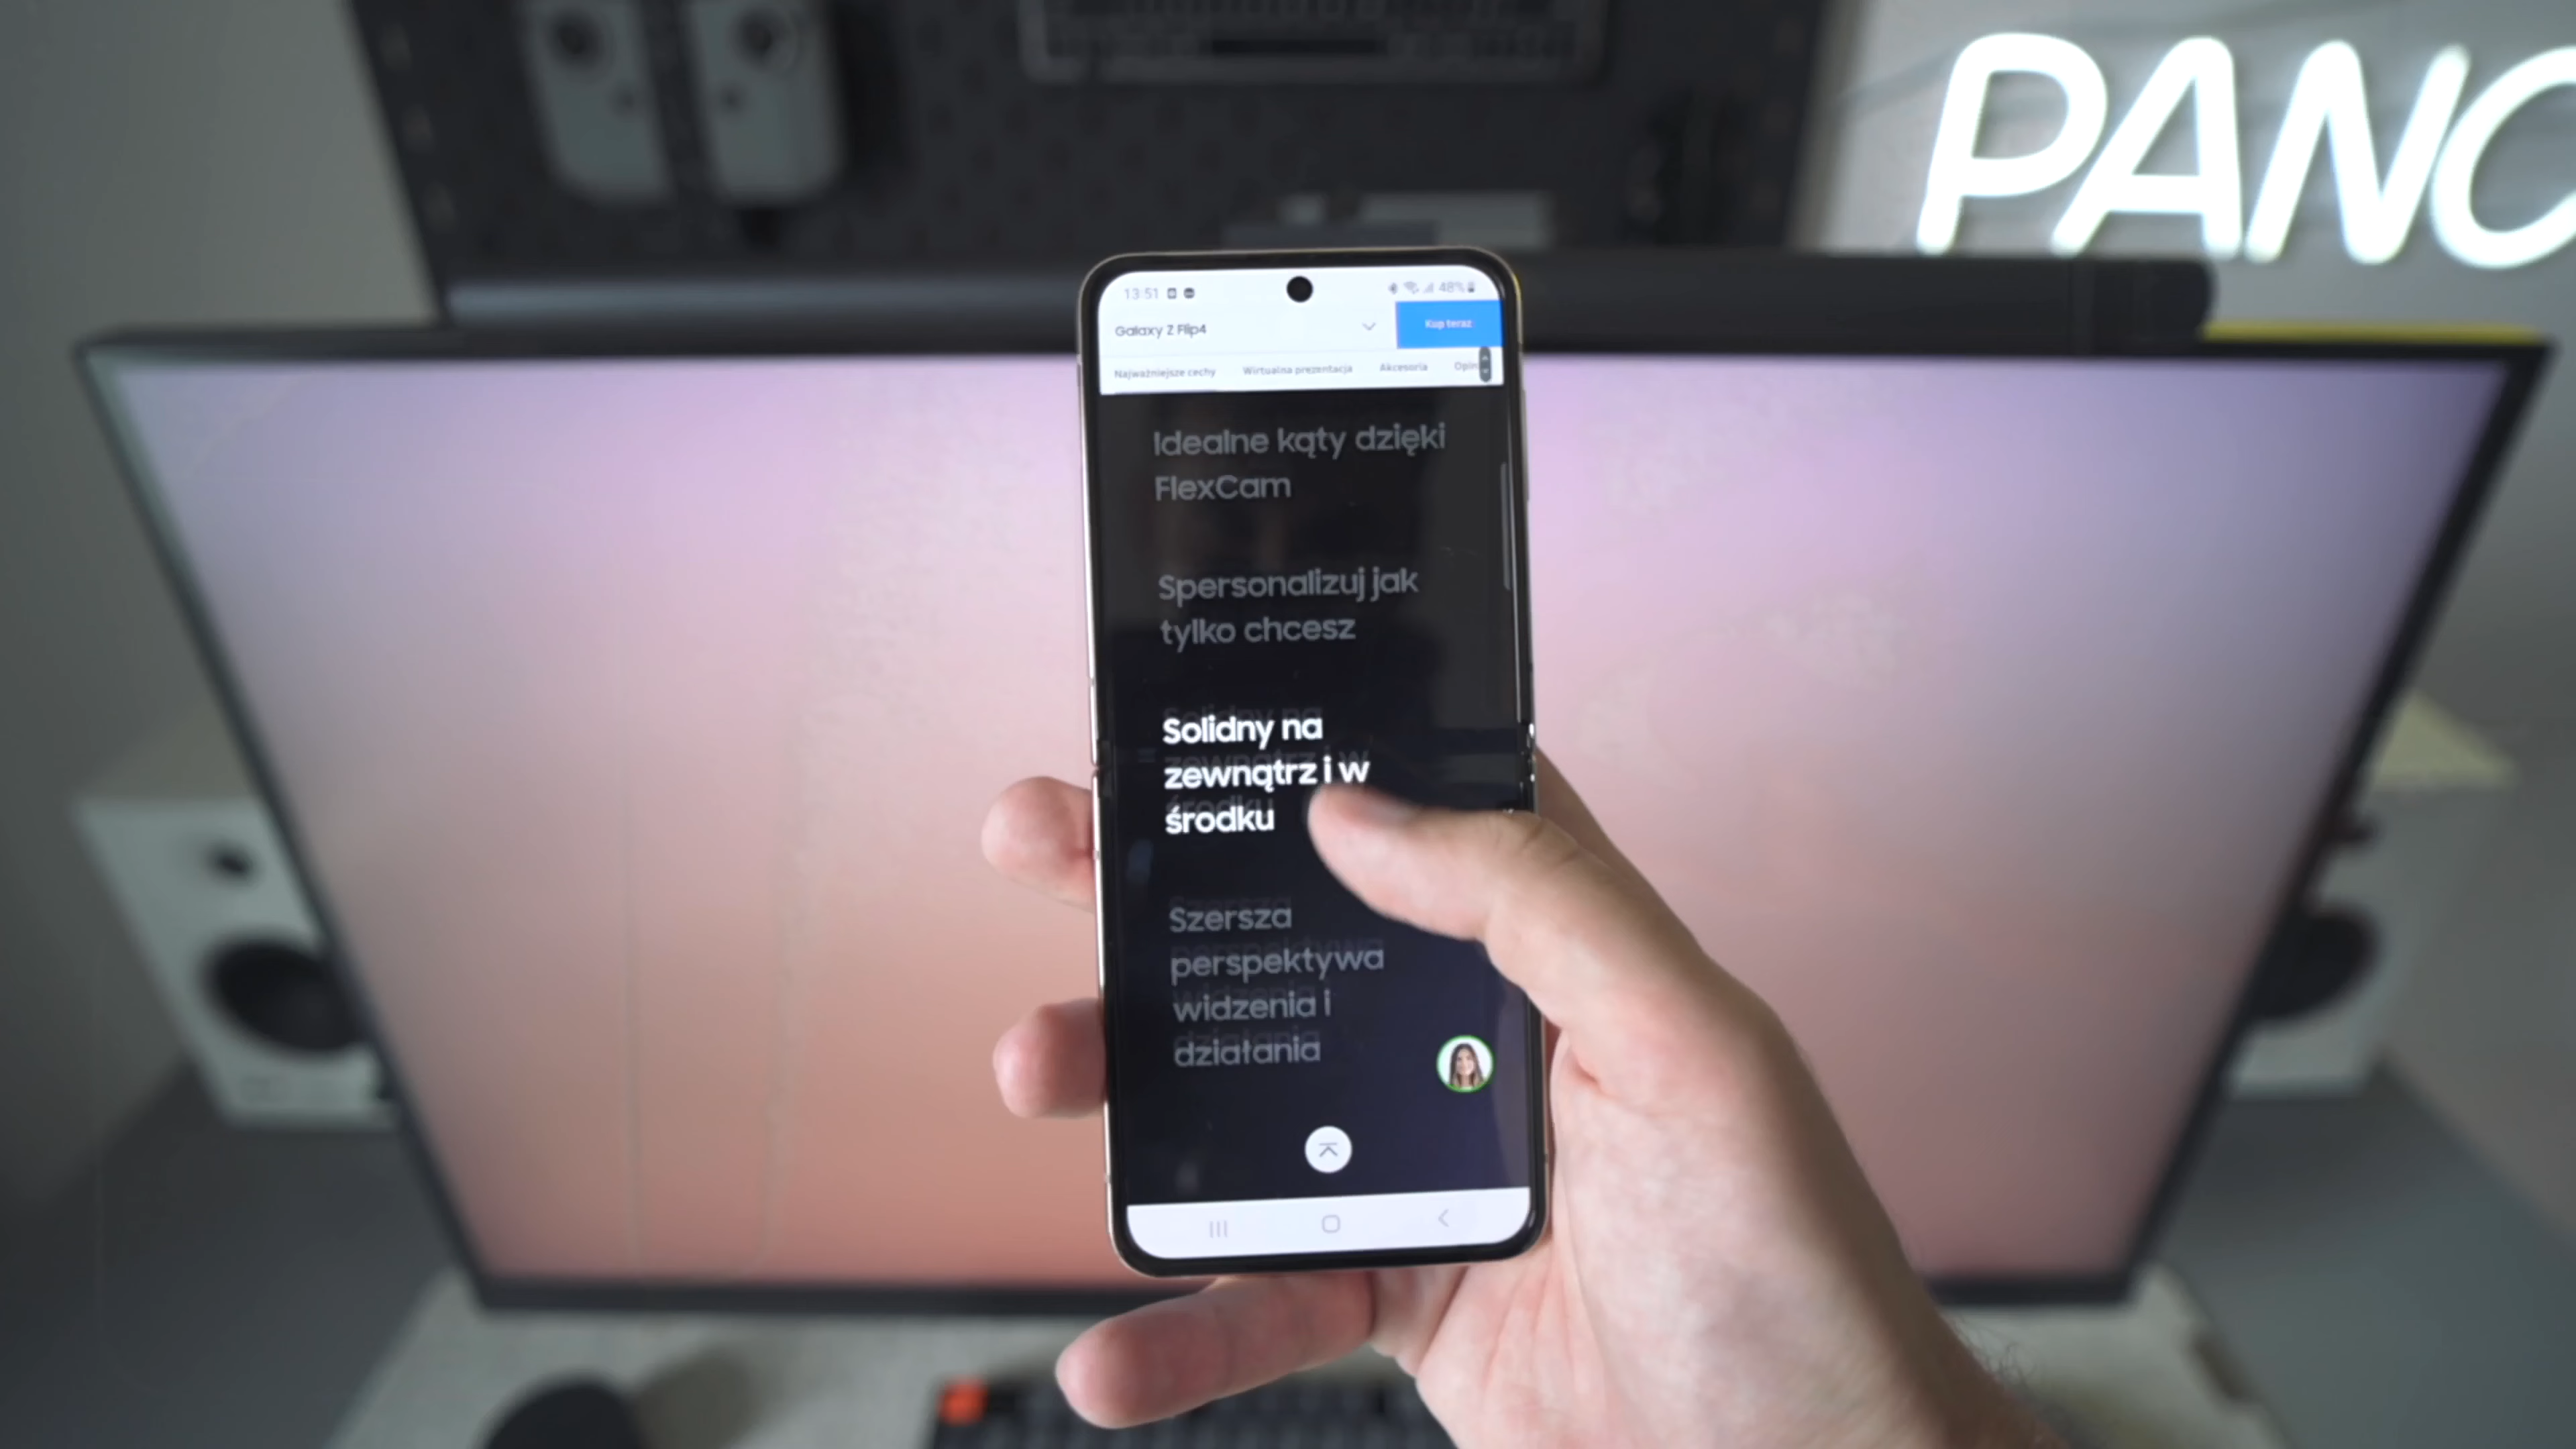 PANC
13:51 48%
Galaxy Z Flip4
Kup teraz
Najważniejsze cechy Wirtualna prezentacja Akcesoria Opin
Idealne kąty dzięki
FlexCam
Spersonalizuj jak
tylko chcesz
Solidny na
zewnątrz i w
środku
Szersza
perspektywa
widzenia i
działania